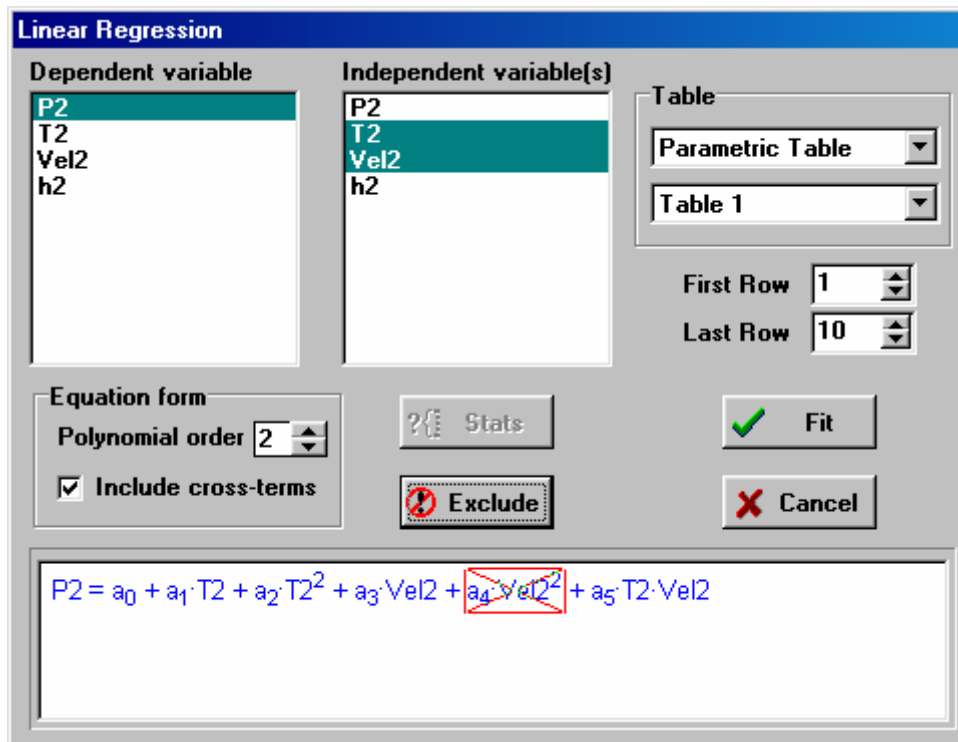 Linear Regression
Dependent variable
P2
T2
Vel2
h2
Independent variable(s)
P2
T2
Vel2
h2
Table
Parametric Table
Table 1
First Row 1
Last Row 10
Equation form
Polynomial order 2
Include cross-terms
?{ Stats
Exclude
Fit
Cancel
P2 = a₀ + a₁·T2 + a₂·T2² + a₃·Vel2 + a₄·Vel2² + a₅·T2·Vel2